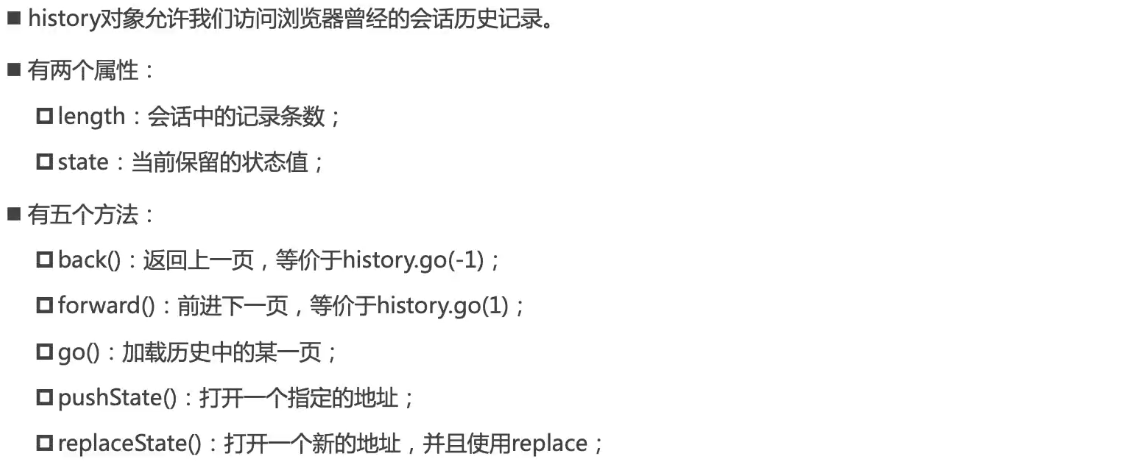 ■ history对象允许我们访问浏览器曾经的会话历史记录。
■ 有两个属性：
□ length：会话中的记录条数；
□ state：当前保留的状态值；
■ 有五个方法：
□ back()：返回上一页，等价于history.go(-1)；
□ forward()：前进下一页，等价于history.go(1)；
□ go()：加载历史中的某一页；
□ pushState()：打开一个指定的地址；
□ replaceState()：打开一个新的地址，并且使用replace；